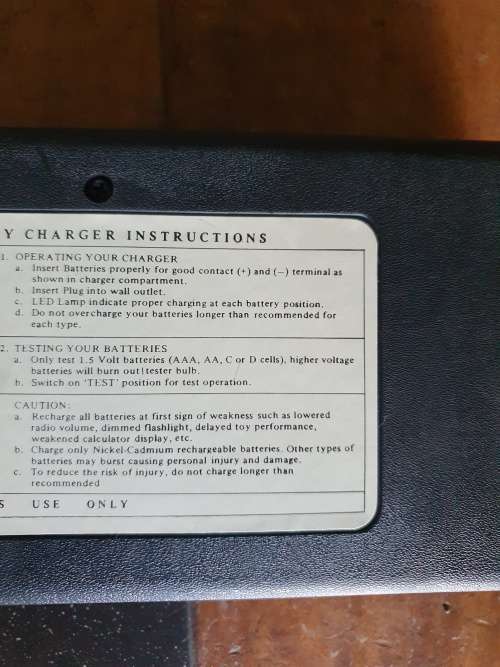 Y CHARGER INSTRUCTIONS
1. OPERATING YOUR CHARGER
a. Insert Batteries properly for good contact (+) and (−) terminal as
shown in charger compartment.
b. Insert Plug into wall outlet.
c. LED Lamp indicate proper charging at each battery position.
d. Do not overcharge your batteries longer than recommended for
each type.
2. TESTING YOUR BATTERIES
a. Only test 1.5 Volt batteries (AAA, AA, C or D cells), higher voltage
batteries will burn out tester bulb.
b. Switch on 'TEST' position for test operation.
CAUTION:
a. Recharge all batteries at first sign of weakness such as lowered
radio volume, dimmed flashlight, delayed toy performance,
weakened calculator display, etc.
b. Charge only Nickel-Cadmium rechargeable batteries. Other types of
batteries may burst causing personal injury and damage.
c. To reduce the risk of injury, do not charge longer than
recommended
S USE ONLY